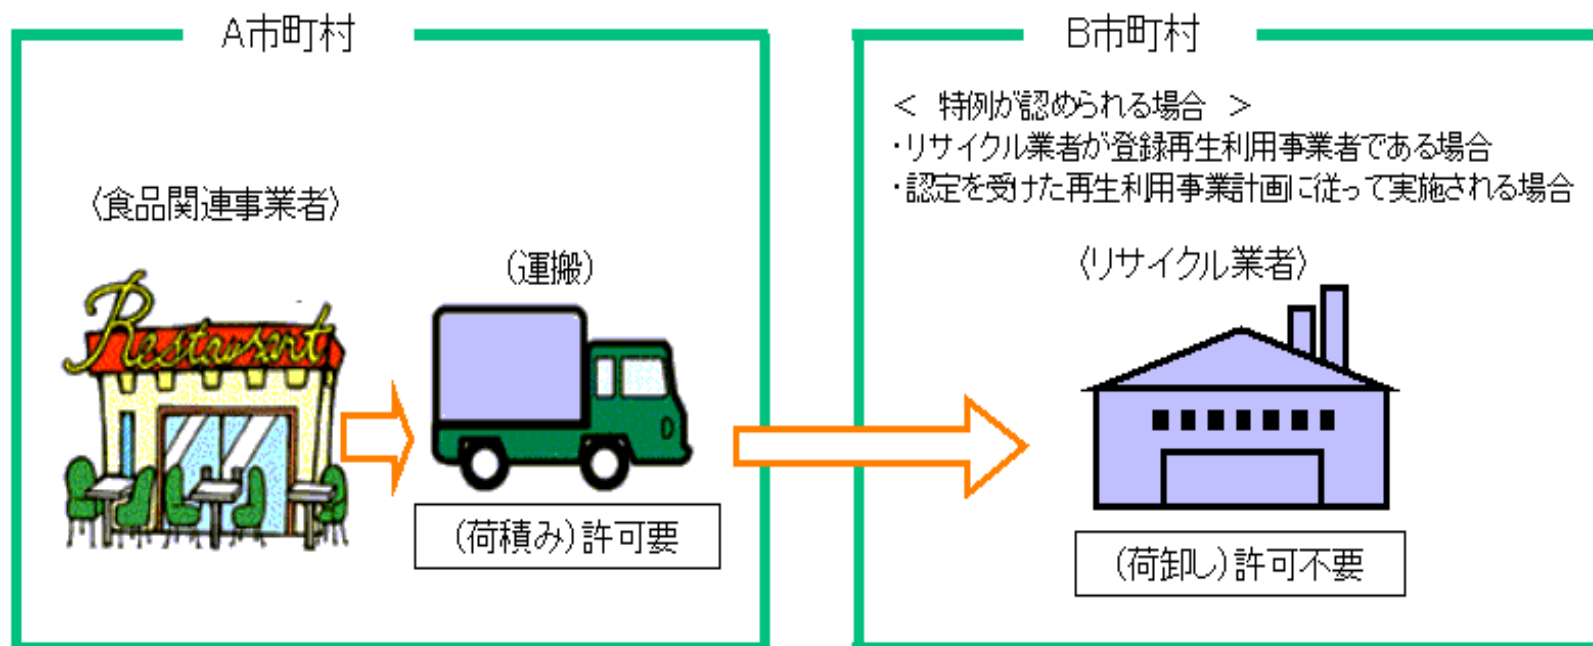 A市町村
〈食品関連事業者〉
Restaurant
(運搬)
(荷積み)許可要
B市町村
＜ 特例が認められる場合 ＞
・リサイクル業者が登録再生利用事業者である場合
・認定を受けた再生利用事業計画に従って実施される場合
〈リサイクル業者〉
(荷卸し)許可不要